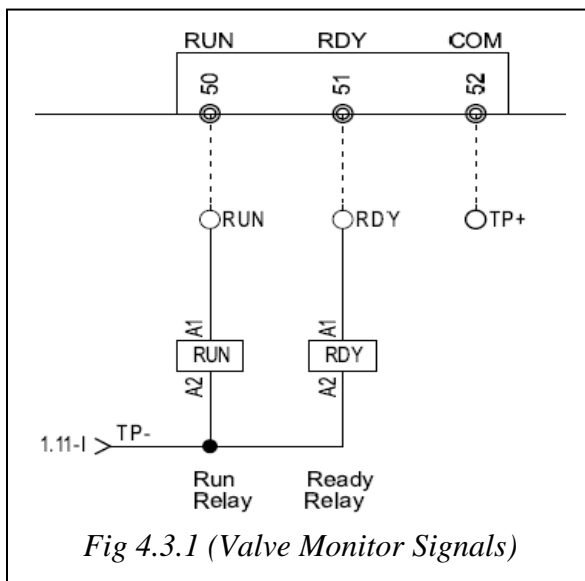 RUN RDY COM
50 51 52
RUN RDY TP+
A1 A1
RUN RDY
A2 A2
1.11-I TP-
Run Ready
Relay Relay
Fig 4.3.1 (Valve Monitor Signals)